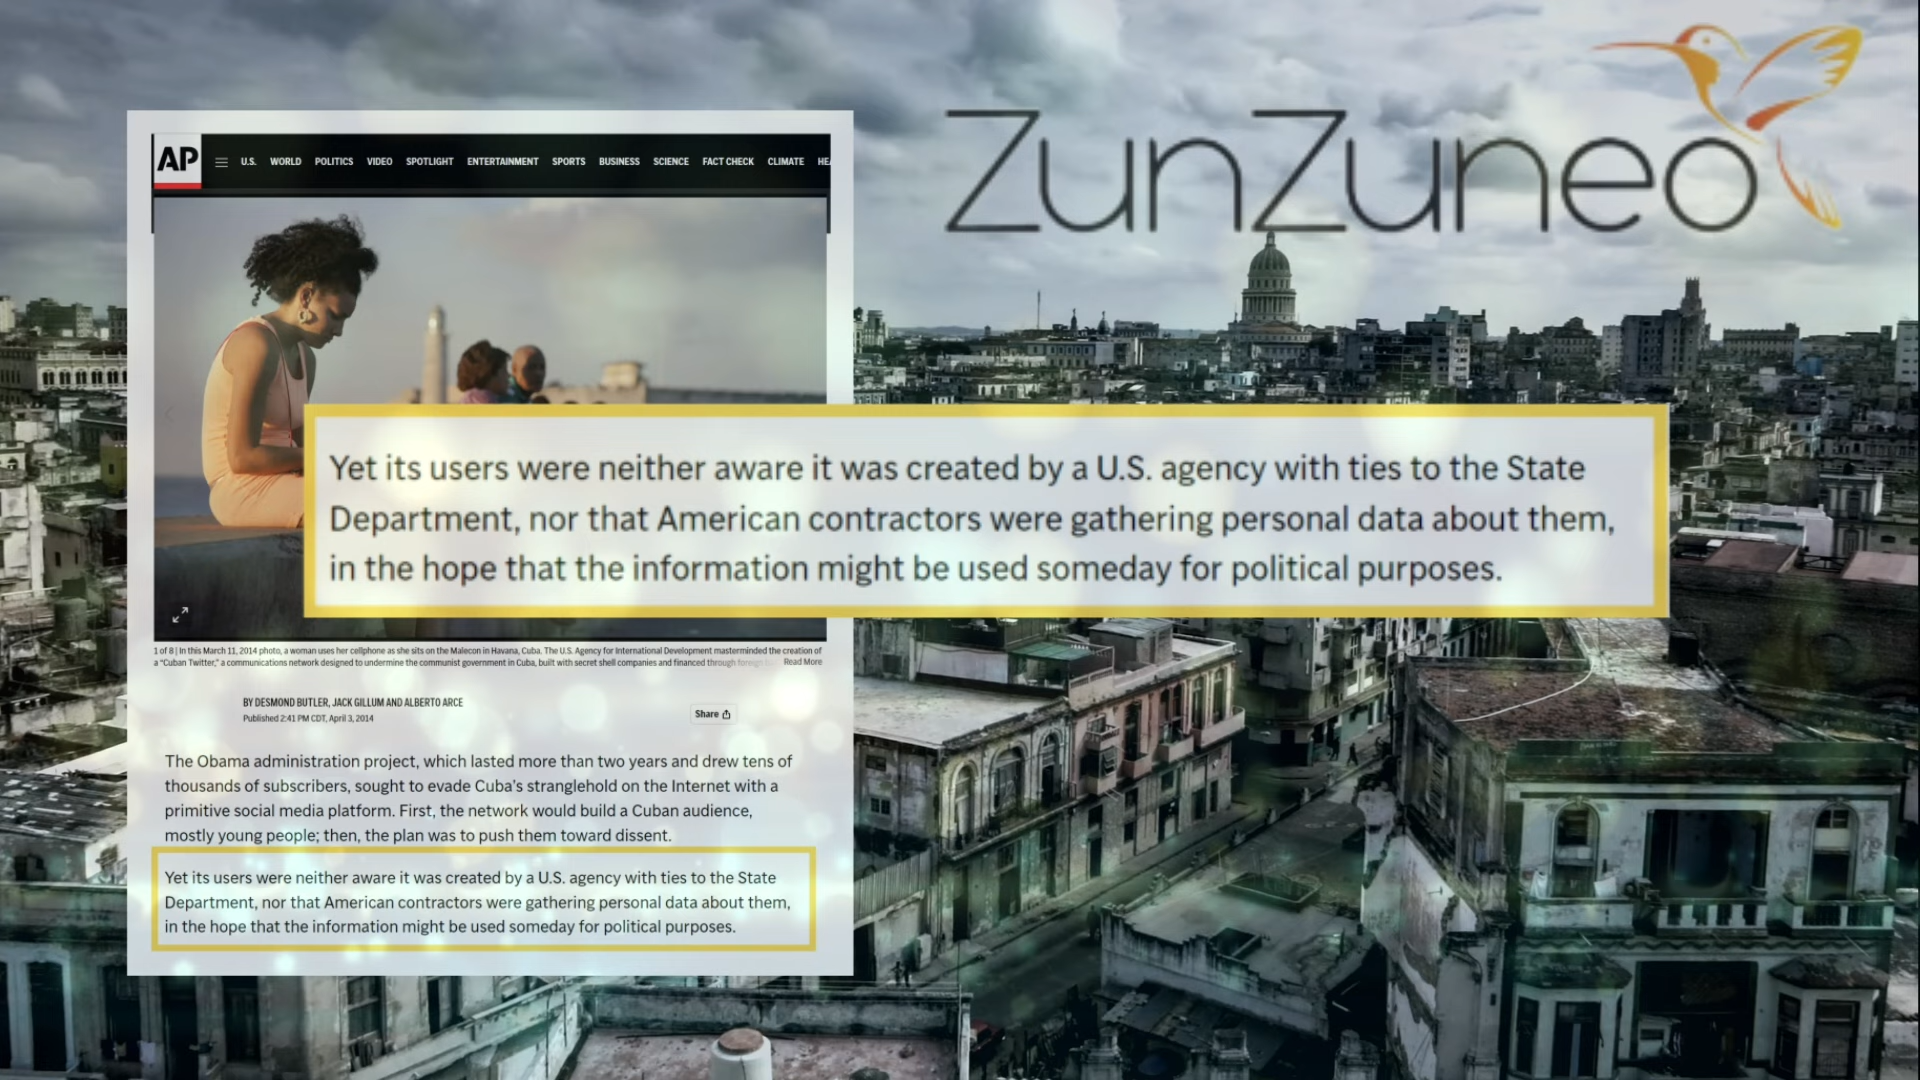 ZunZuneo
AP
U.S. WORLD POLITICS VIDEO SPOTLIGHT ENTERTAINMENT SPORTS BUSINESS SCIENCE FACT CHECK CLIMATE
Yet its users were neither aware it was created by a U.S. agency with ties to the State
Department, nor that American contractors were gathering personal data about them,
in the hope that the information might be used someday for political purposes.
1 of 8 | In this March 11, 2014 photo, a woman uses her cellphone as she sits on the Malecon in Havana, Cuba. The U.S. Agency for International Development masterminded the creation of
a "Cuban Twitter," a communications network designed to undermine the communist government in Cuba, built with secret shell companies and financed through foreign Read More
BY DESMOND BUTLER, JACK GILLUM AND ALBERTO ARCE
Published 2:41 PM CDT, April 3, 2014
Share
The Obama administration project, which lasted more than two years and drew tens of
thousands of subscribers, sought to evade Cuba's stranglehold on the Internet with a
primitive social media platform. First, the network would build a Cuban audience,
mostly young people; then, the plan was to push them toward dissent.
Yet its users were neither aware it was created by a U.S. agency with ties to the State
Department, nor that American contractors were gathering personal data about them,
in the hope that the information might be used someday for political purposes.